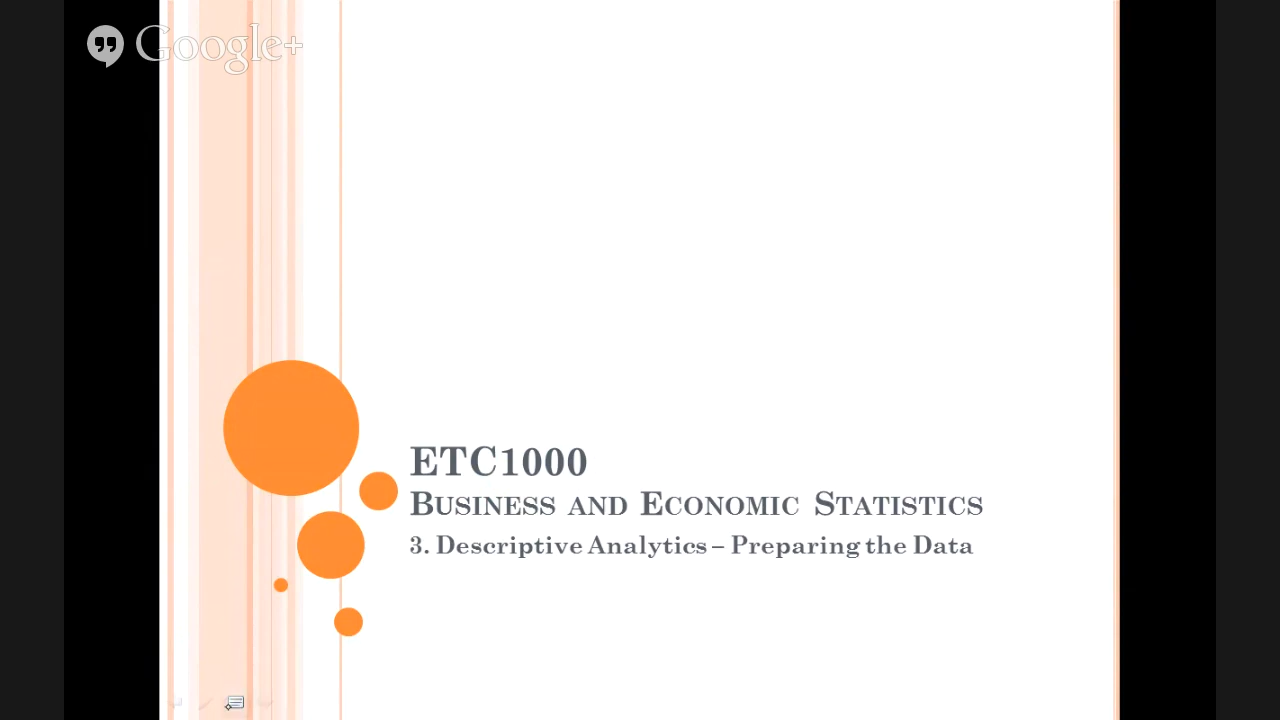 Google+
ETC1000
BUSINESS AND ECONOMIC STATISTICS
3. Descriptive Analytics – Preparing the Data